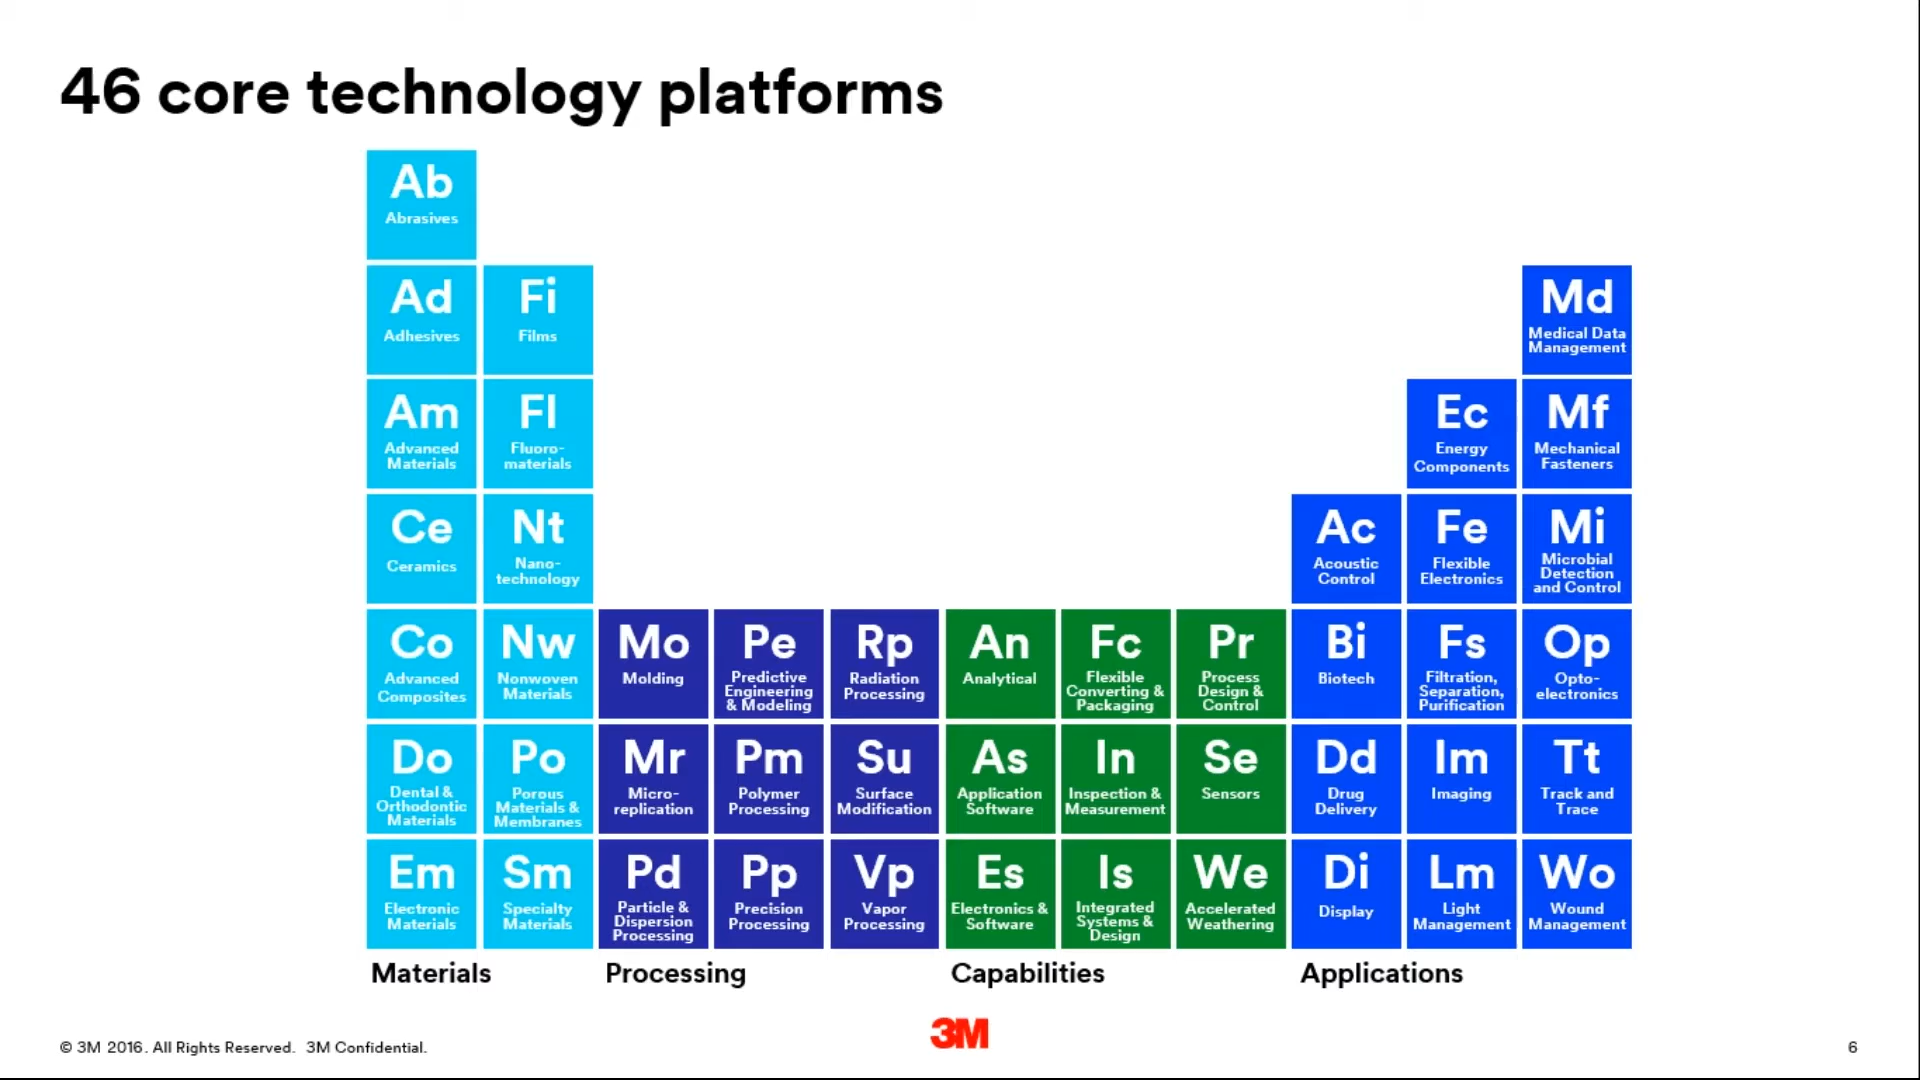 46 core technology platforms
Ab
Abrasives
Ad
Adhesives
Fi
Films
Md
Medical Data
Management
Am
Advanced
Materials
Fl
Fluoro-
materials
Ec
Energy
Components
Mf
Mechanical
Fasteners
Ce
Ceramics
Nt
Nano-
technology
Ac
Acoustic
Control
Fe
Flexible
Electronics
Mi
Microbial
Detection
and Control
Co
Advanced
Composites
Nw
Nonwoven
Materials
Mo
Molding
Pe
Predictive
Engineering
& Modeling
Rp
Radiation
Processing
An
Analytical
Fc
Flexible
Converting &
Packaging
Pr
Process
Design &
Control
Bi
Biotech
Fs
Filtration,
Separation,
Purification
Op
Opto-
electronics
Do
Dental &
Orthodontic
Materials
Po
Porous
Materials &
Membranes
Mr
Micro-
replication
Pm
Polymer
Processing
Su
Surface
Modification
As
Application
Software
In
Inspection &
Measurement
Se
Sensors
Dd
Drug
Delivery
Im
Imaging
Tt
Track and
Trace
Em
Electronic
Materials
Sm
Specialty
Materials
Pd
Particle &
Dispersion
Processing
Pp
Precision
Processing
Vp
Vapor
Processing
Es
Electronics &
Software
Is
Integrated
Systems &
Design
We
Accelerated
Weathering
Di
Display
Lm
Light
Management
Wo
Wound
Management
Materials
Processing
Capabilities
Applications
3M
© 3M 2016. All Rights Reserved. 3M Confidential.
6